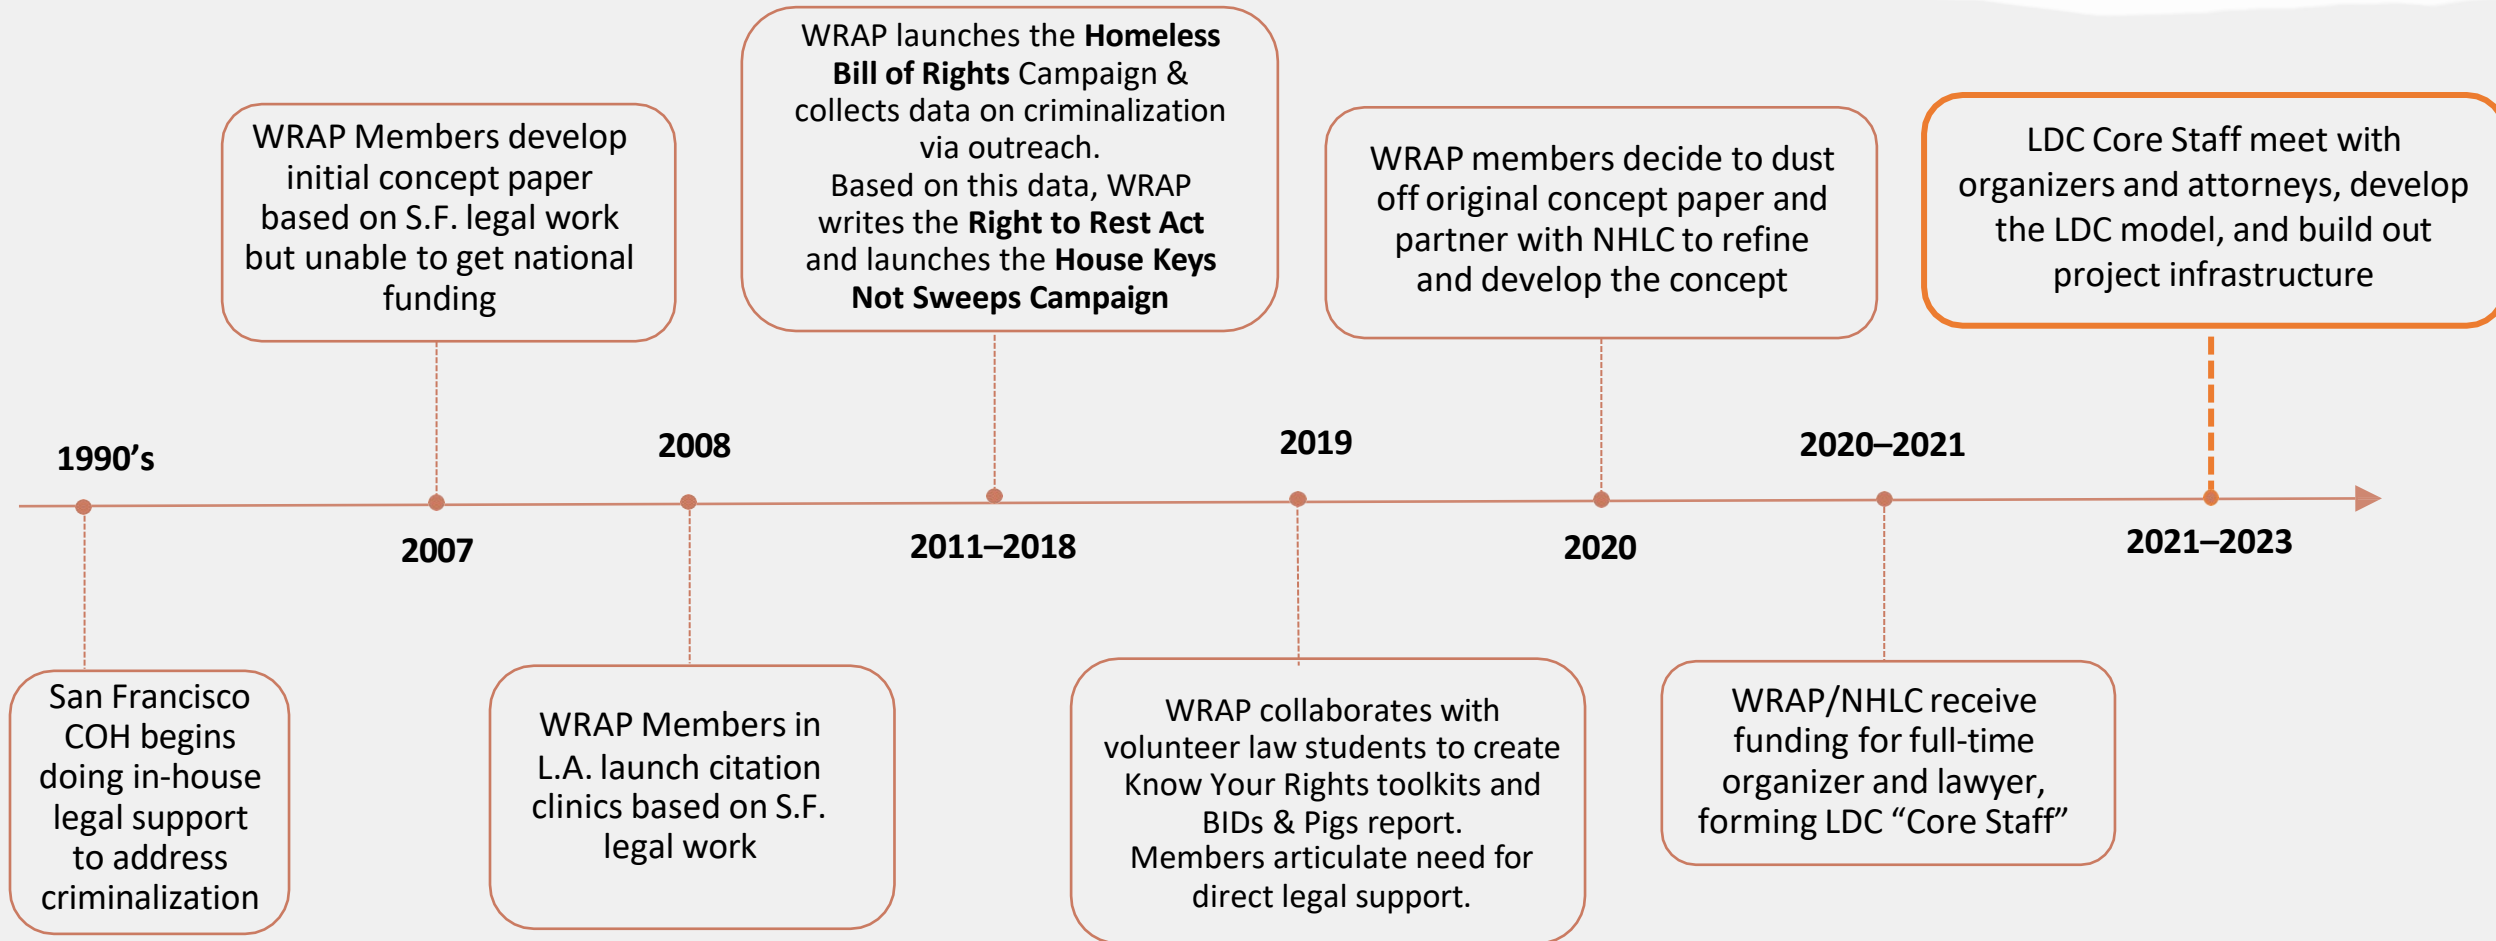 WRAP launches the Homeless
Bill of Rights Campaign &
collects data on criminalization
via outreach.
Based on this data, WRAP
writes the Right to Rest Act
and launches the House Keys
Not Sweeps Campaign
WRAP Members develop
initial concept paper
based on S.F. legal work
but unable to get national
funding
WRAP members decide to dust
off original concept paper and
partner with NHLC to refine
and develop the concept
LDC Core Staff meet with
organizers and attorneys, develop
the LDC model, and build out
project infrastructure
1990’s
2008
2019
2020–2021
2007
2011–2018
2020
2021–2023
San Francisco
COH begins
doing in-house
legal support
to address
criminalization
WRAP Members in
L.A. launch citation
clinics based on S.F.
legal work
WRAP collaborates with
volunteer law students to create
Know Your Rights toolkits and
BIDs & Pigs report.
Members articulate need for
direct legal support.
WRAP/NHLC receive
funding for full-time
organizer and lawyer,
forming LDC “Core Staff”